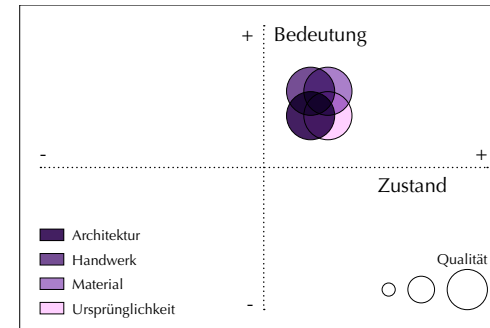 + Bedeutung
- +
Zustand
Architektur
Handwerk
Material
Ursprünglichkeit
Qualität
-